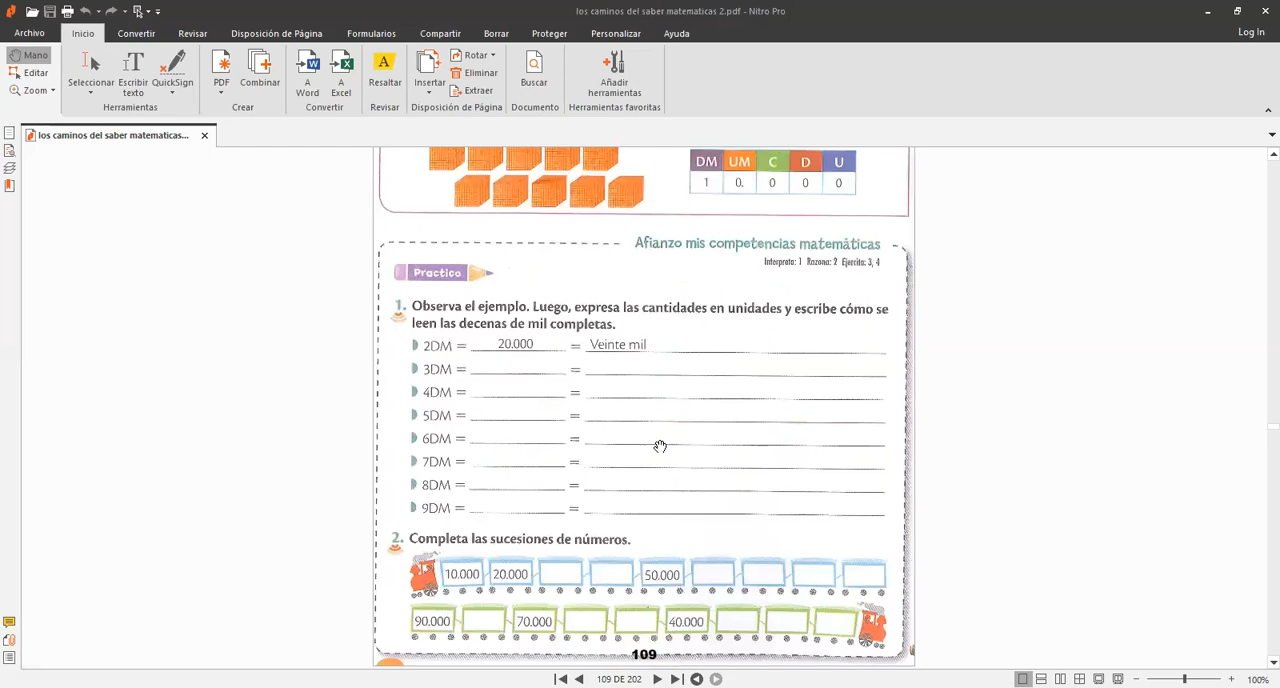 los caminos del saber matematicas 2.pdf - Nitro Pro
Archivo Inicio Convertir Revisar Disposición de Página Formularios Compartir Borrar Proteger Personalizar Ayuda Log In
Mano
Editar
Zoom
Seleccionar
Escribir texto
QuickSign
Herramientas
PDF
Combinar
Crear
A Word
A Excel
Convertir
Resaltar
Revisar
Insertar
Rotar
Eliminar
Extraer
Disposición de Página
Buscar
Documento
Añadir herramientas
Herramientas favoritas
los caminos del saber matematicas...
DM UM C D U
1 0. 0 0 0
Afianzo mis competencias matemáticas
Interpreta: 1 Razona: 2 Ejercita: 3, 4
Practico
1. Observa el ejemplo. Luego, expresa las cantidades en unidades y escribe cómo se
leen las decenas de mil completas.
2DM = 20.000 = Veinte mil
3DM = =
4DM = =
5DM = =
6DM = =
7DM = =
8DM = =
9DM = =
2. Completa las sucesiones de números.
10.000 20.000 50.000
90.000 70.000 40.000
109
109 DE 202
100%